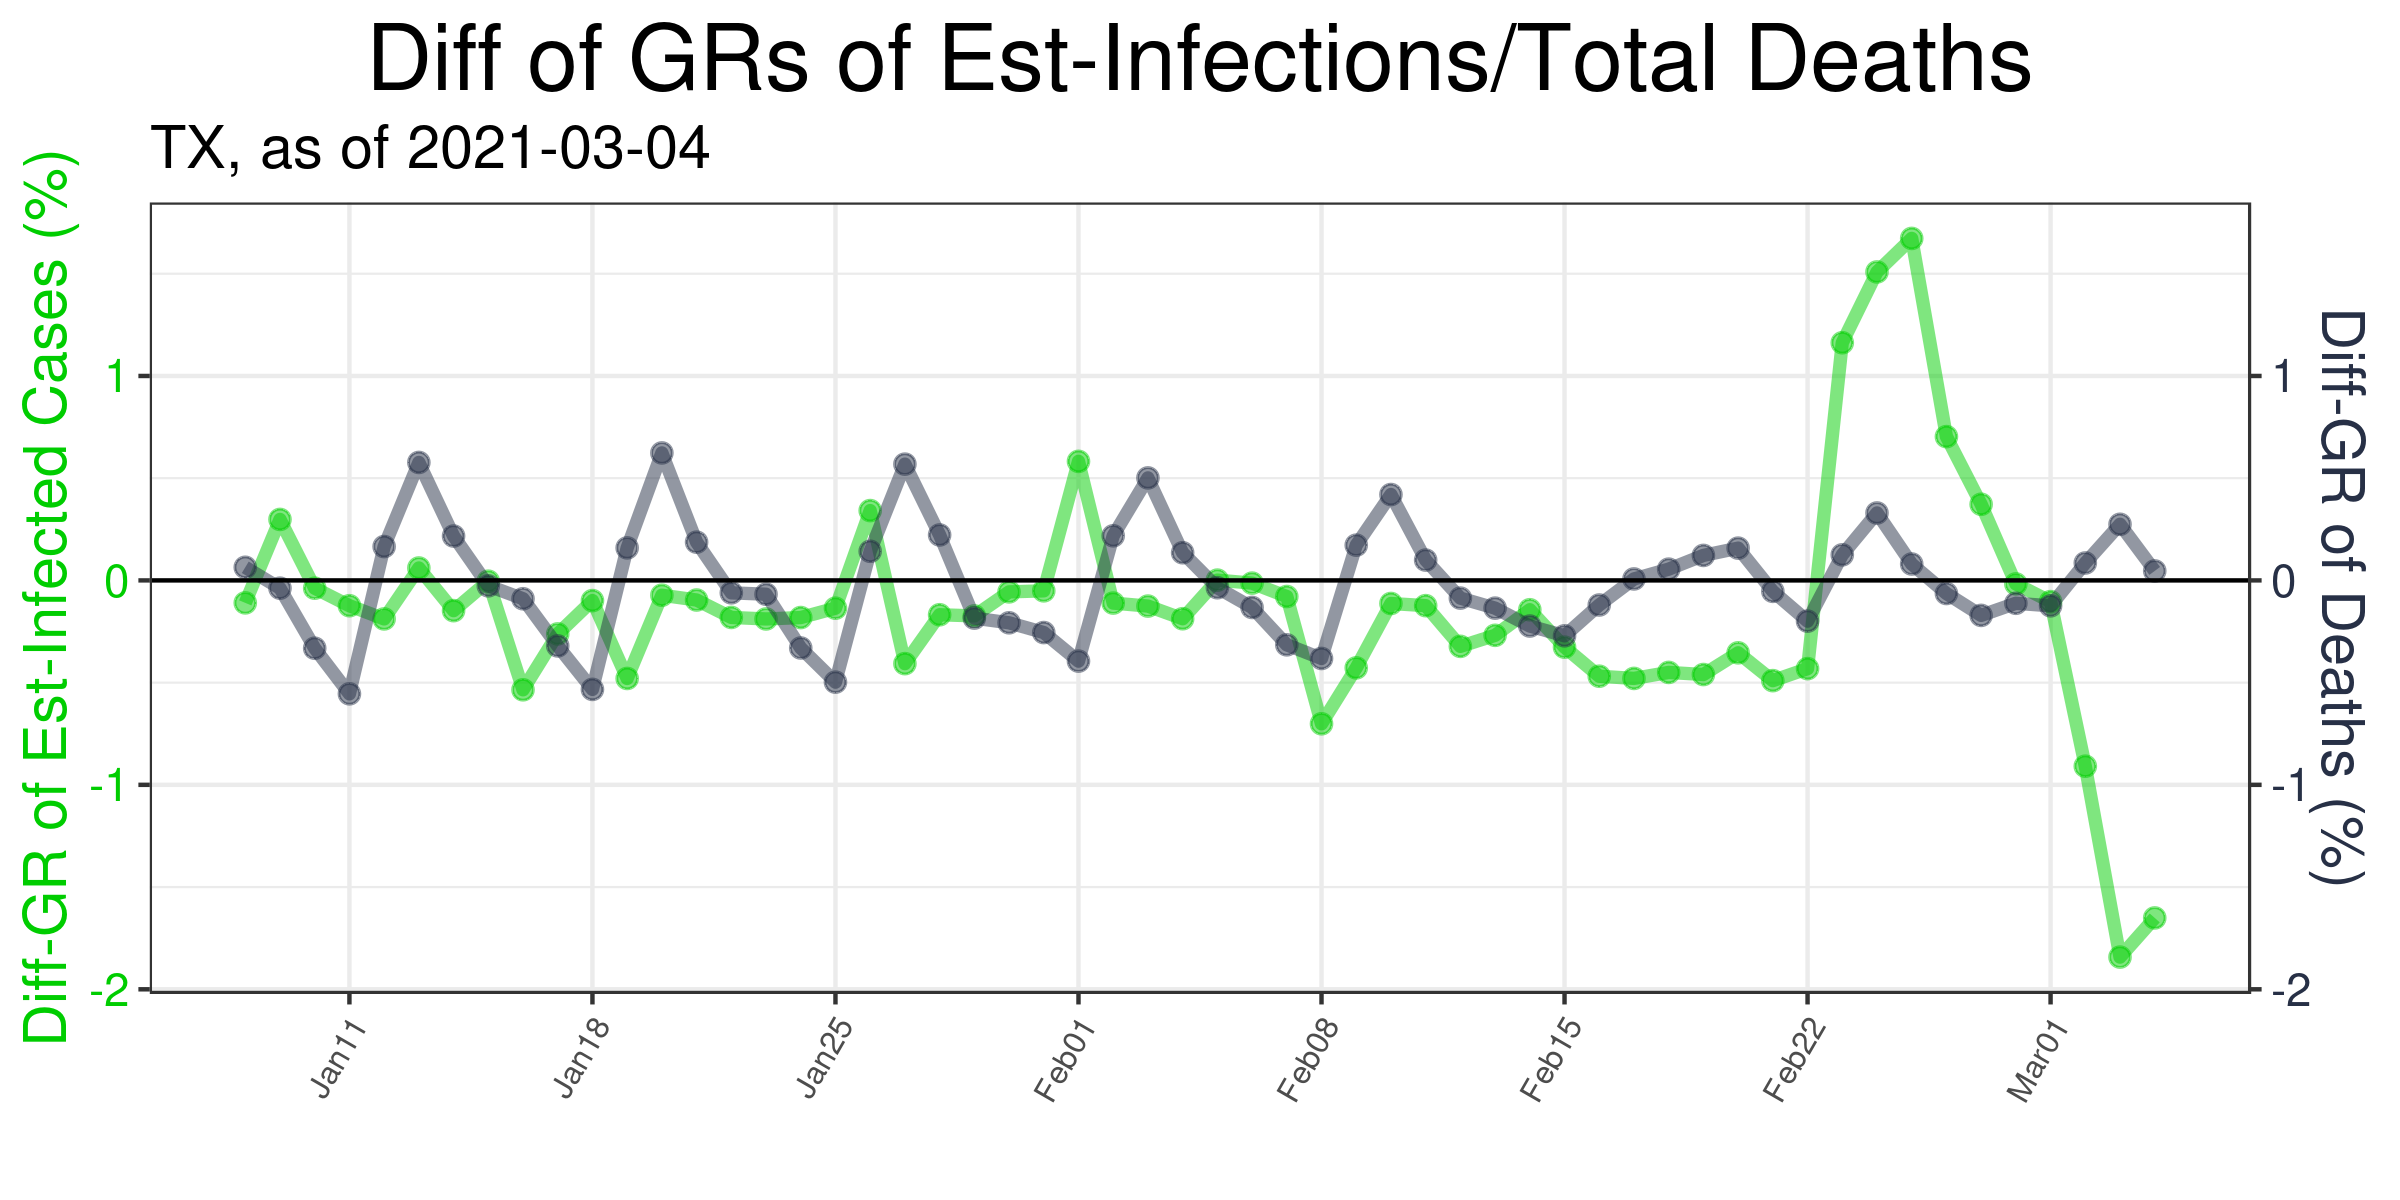 Diff of GRs of Est-Infections/Total Deaths
TX, as of 2021-03-04
Diff-GR of Est-Infected Cases (%)
1
0
-1
-2
1
0
-1
-2
Diff-GR of Deaths (%)
Jan11
Jan18
Jan25
Feb01
Feb08
Feb15
Feb22
Mar01